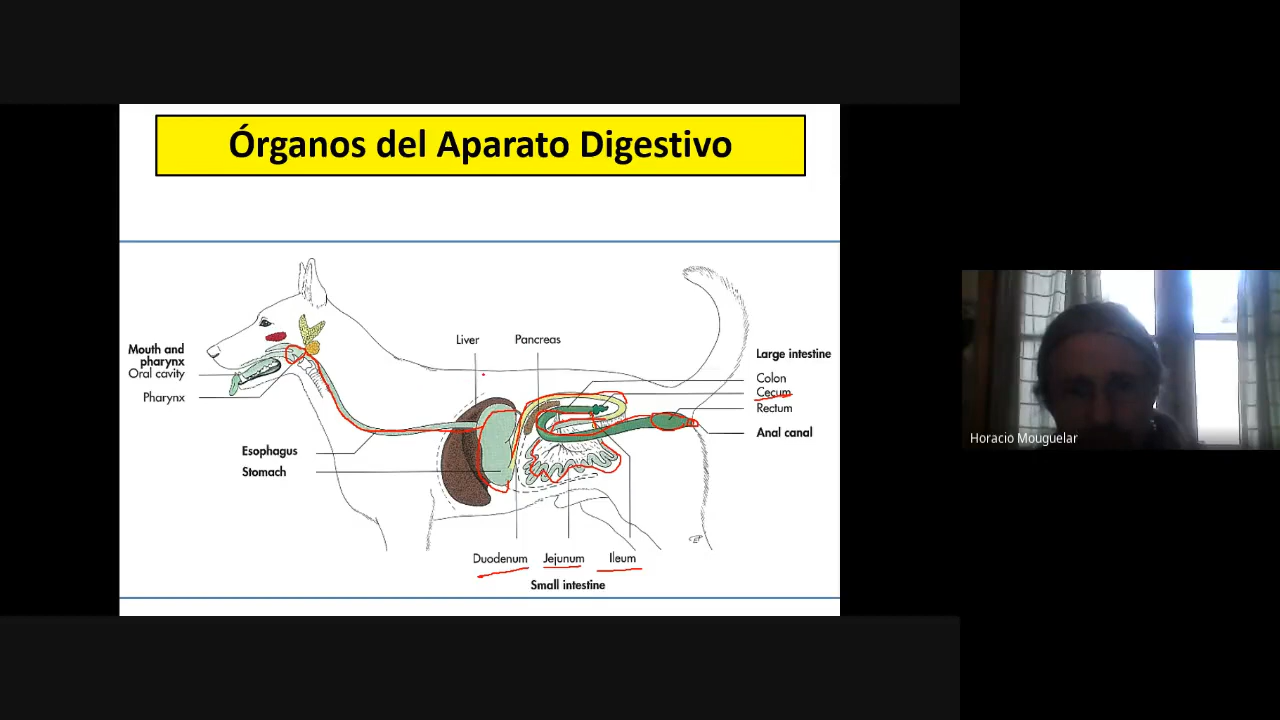 Órganos del Aparato Digestivo
Liver
Pancreas
Mouth and
pharynx
Oral cavity
Pharynx
Large intestine
Colon
Cecum
Rectum
Anal canal
Esophagus
Stomach
Duodenum
Jejunum
Ileum
Small intestine
Horacio Mouguelar